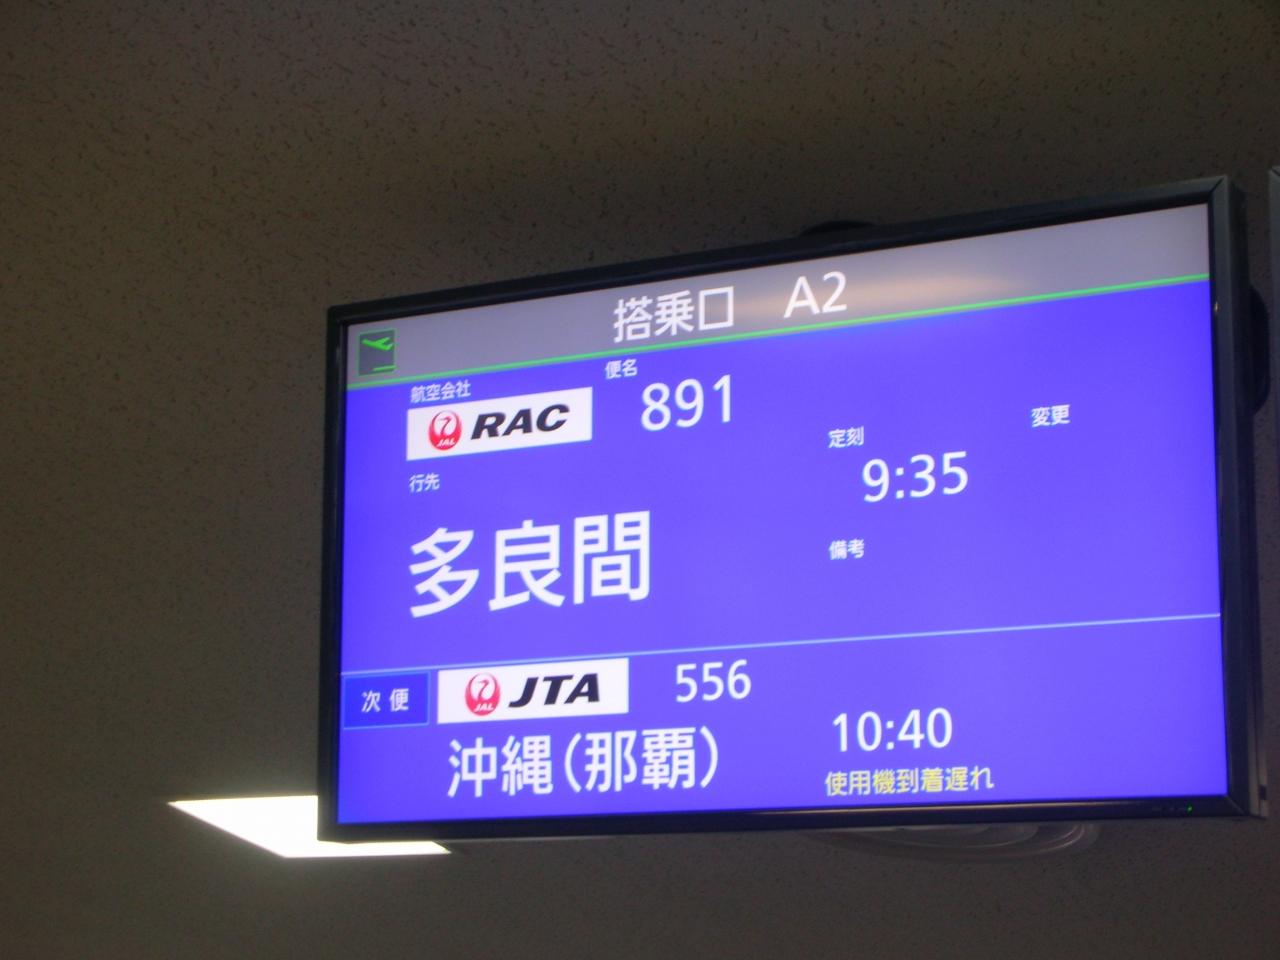 搭乗口 A2
航空会社 便名
JAL RAC 891
定刻 変更
行先 9:35
多良間
備考
次便 JAL JTA 556
沖縄(那覇) 10:40
使用機到着遅れ